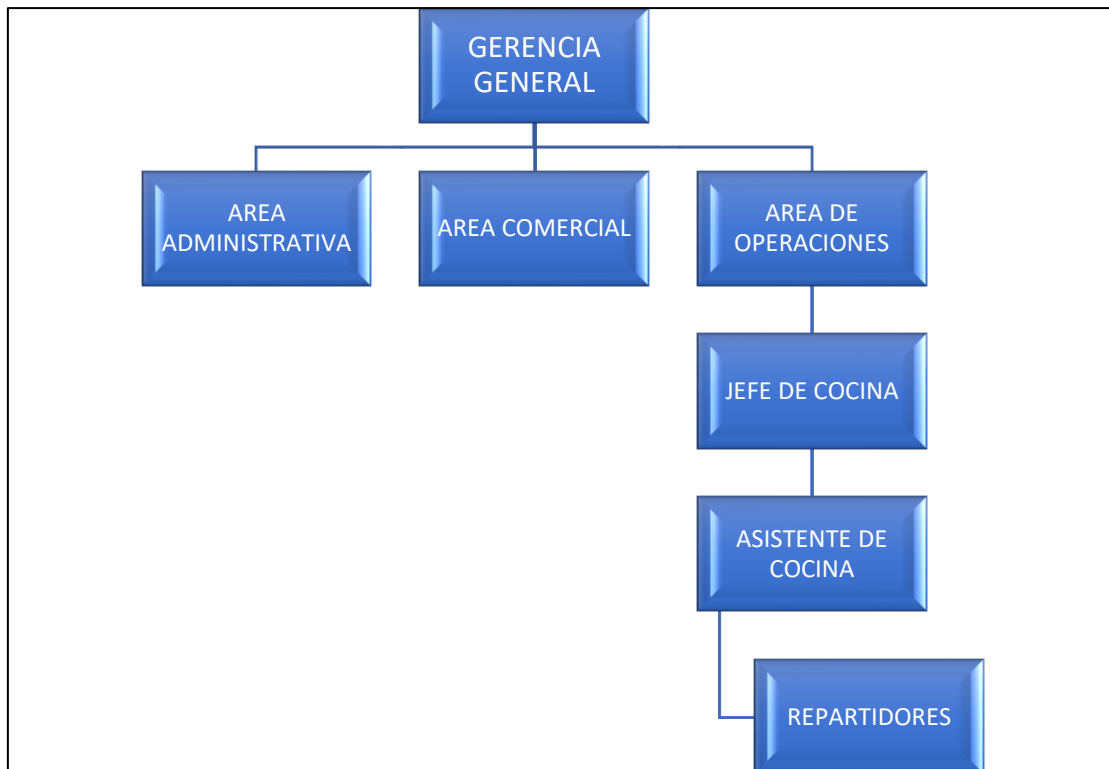 GERENCIA
GENERAL
AREA
ADMINISTRATIVA
AREA COMERCIAL
AREA DE
OPERACIONES
JEFE DE COCINA
ASISTENTE DE
COCINA
REPARTIDORES